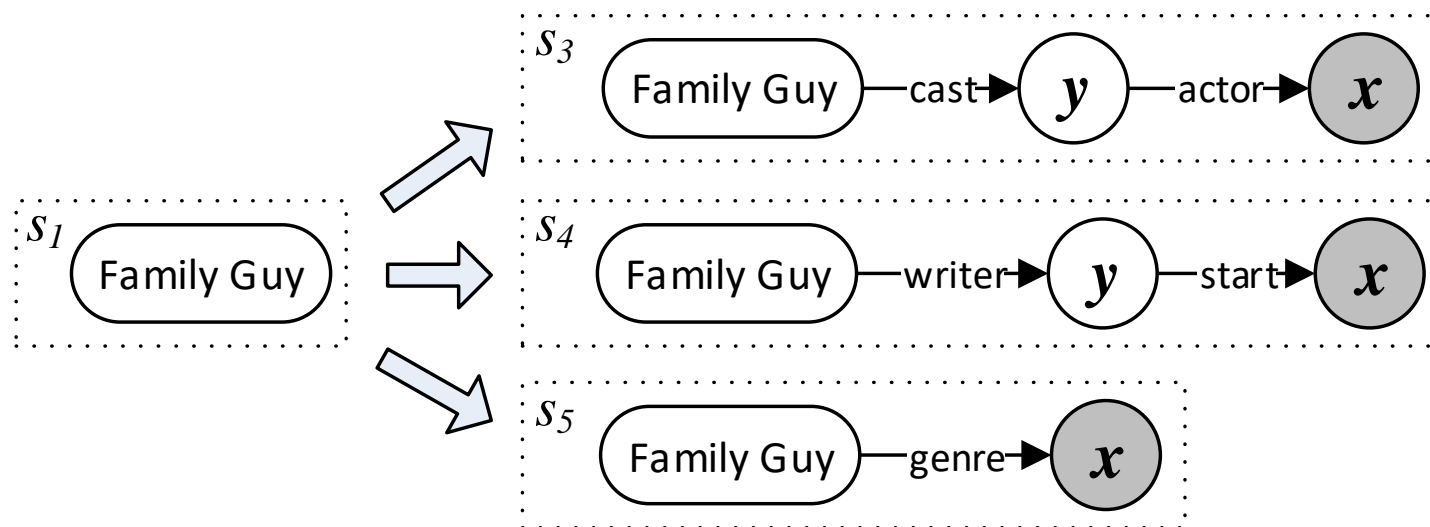 s3 Family Guy cast y actor x
s1 Family Guy
s4 Family Guy writer y start x
s5 Family Guy genre x